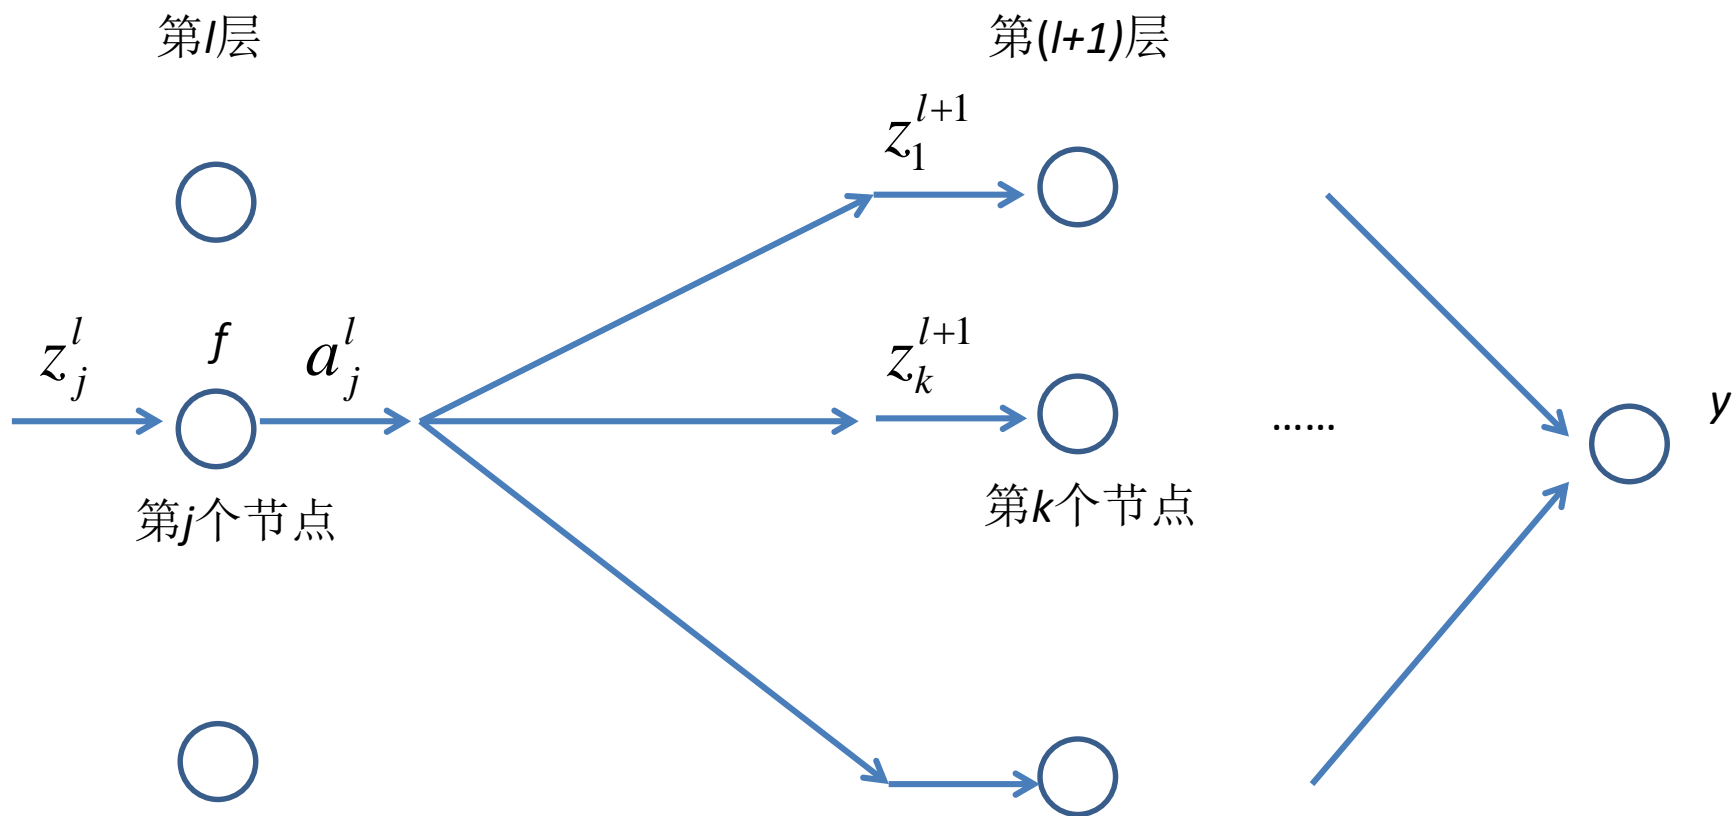 第l层
第(l+1)层
z_1^{l+1}
z_j^l
f
a_j^l
z_k^{l+1}
……
y
第j个节点
第k个节点